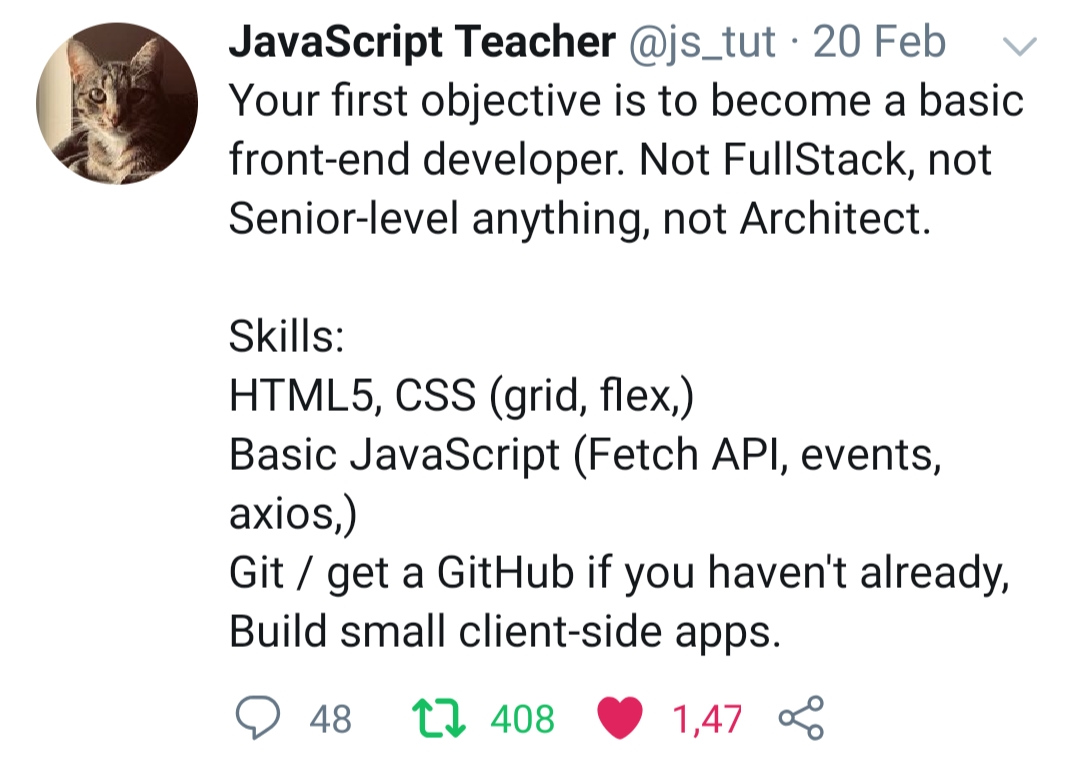 JavaScript Teacher @js_tut · 20 Feb
Your first objective is to become a basic
front-end developer. Not FullStack, not
Senior-level anything, not Architect.
Skills:
HTML5, CSS (grid, flex,)
Basic JavaScript (Fetch API, events,
axios,)
Git / get a GitHub if you haven't already,
Build small client-side apps.
48 408 1,47